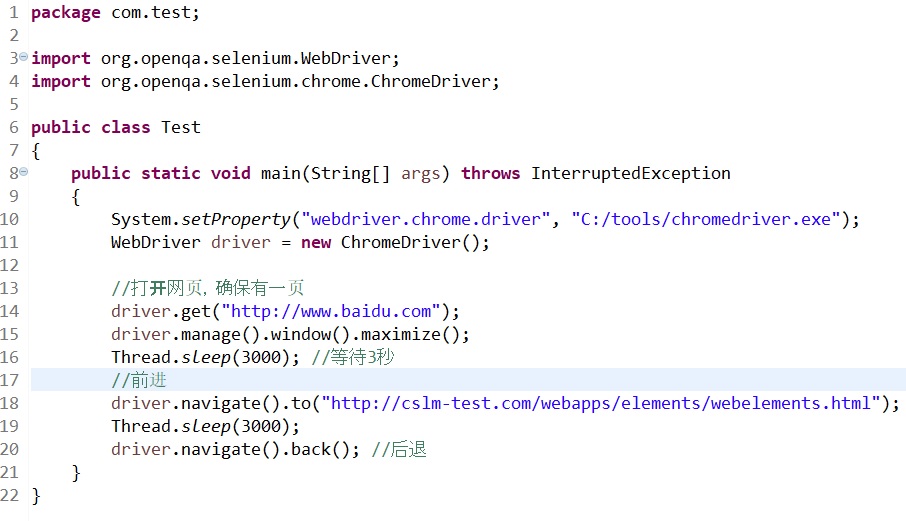 1 package com.test;
2
3 import org.openqa.selenium.WebDriver;
4 import org.openqa.selenium.chrome.ChromeDriver;
5
6 public class Test
7 {
8     public static void main(String[] args) throws InterruptedException
9     {
10         System.setProperty("webdriver.chrome.driver", "C:/tools/chromedriver.exe");
11         WebDriver driver = new ChromeDriver();
12
13         //打开网页, 确保有一页
14         driver.get("http://www.baidu.com");
15         driver.manage().window().maximize();
16         Thread.sleep(3000); //等待3秒
17         //前进
18         driver.navigate().to("http://cslm-test.com/webapps/elements/webelements.html");
19         Thread.sleep(3000);
20         driver.navigate().back(); //后退
21     }
22 }